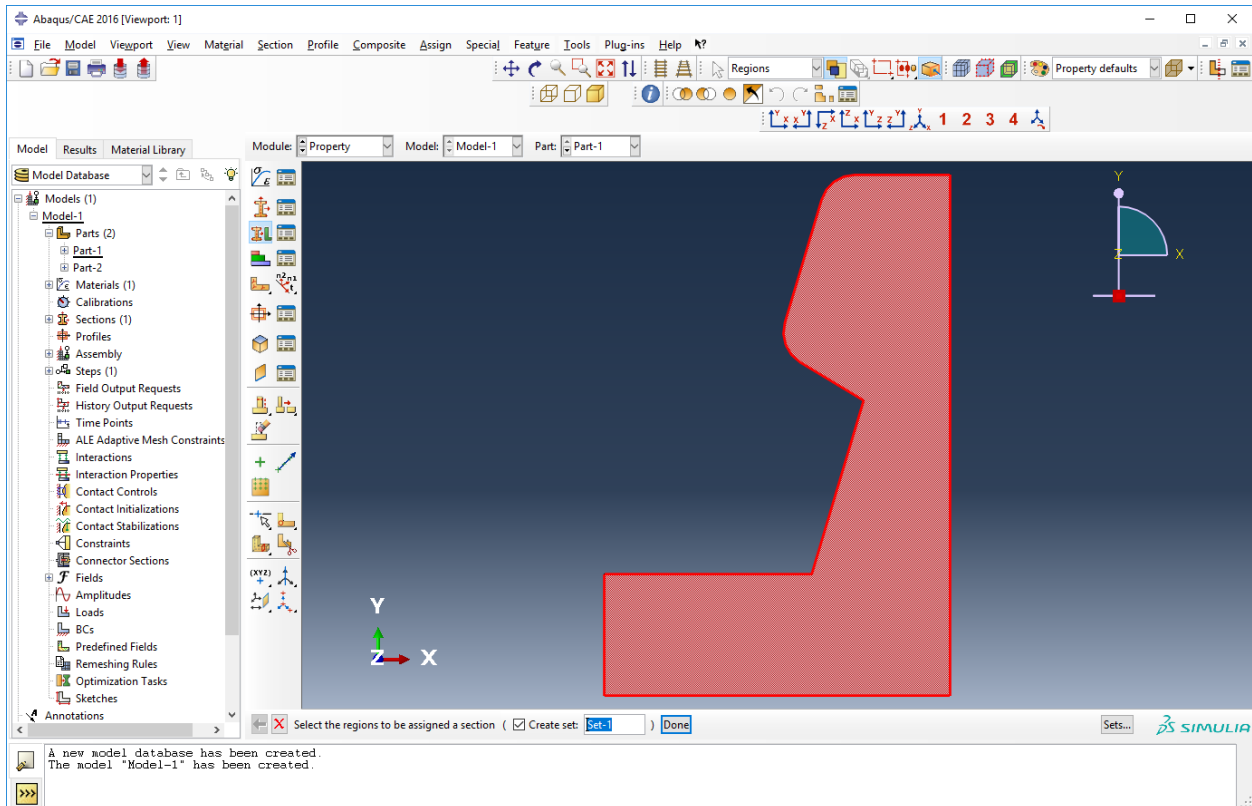 Abaqus/CAE 2016 [Viewport: 1]
File Model Viewport View Material Section Profile Composite Assign Special Feature Tools Plug-ins Help
Regions
Property defaults
1 2 3 4
Model Results Material Library
Module: Property Model: Model-1 Part: Part-1
Model Database
Models (1)
Model-1
Parts (2)
Part-1
Part-2
Materials (1)
Calibrations
Sections (1)
Profiles
Assembly
Steps (1)
Field Output Requests
History Output Requests
Time Points
ALE Adaptive Mesh Constraints
Interactions
Interaction Properties
Contact Controls
Contact Initializations
Contact Stabilizations
Constraints
Connector Sections
Fields
Amplitudes
Loads
BCs
Predefined Fields
Remeshing Rules
Optimization Tasks
Sketches
Annotations
Y
Z X
Y
Z X
Select the regions to be assigned a section ( Create set: Set-1 ) Done
Sets...
SIMULIA
A new model database has been created.
The model "Model-1" has been created.
>>>